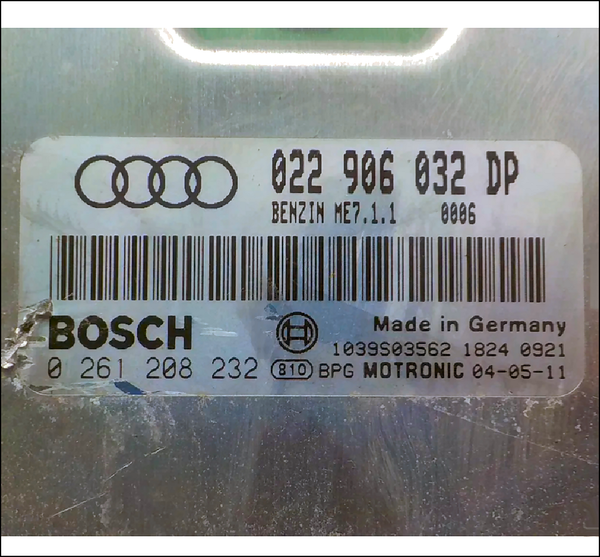 022 906 032 DP
BENZIN ME7.1.1 0006
BOSCH
Made in Germany
1039S03562 1824 0921
0 261 208 232 810 BPG MOTRONIC 04-05-11